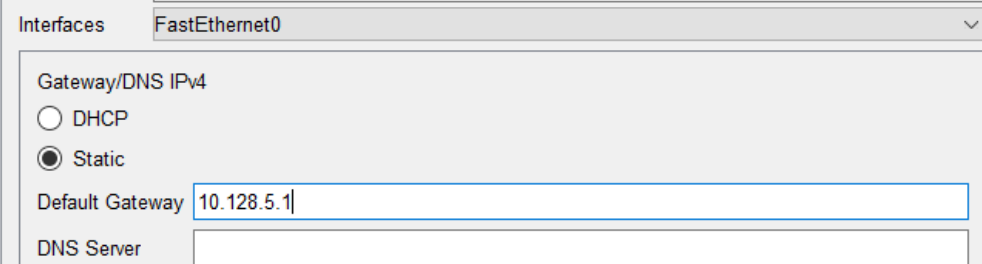 Interfaces FastEthernet0
Gateway/DNS IPv4
DHCP
Static
Default Gateway 10.128.5.1
DNS Server